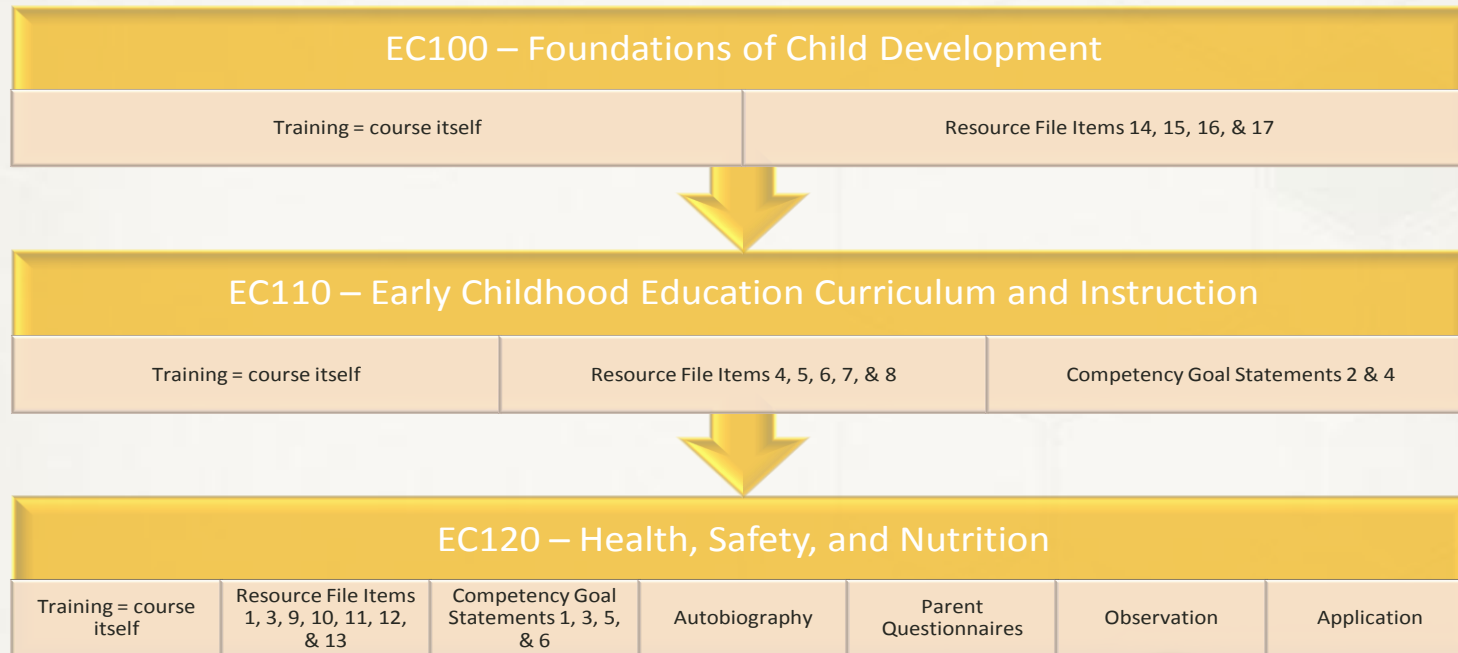 EC100 – Foundations of Child Development
Training = course itself
Resource File Items 14, 15, 16, & 17
EC110 – Early Childhood Education Curriculum and Instruction
Training = course itself
Resource File Items 4, 5, 6, 7, & 8
Competency Goal Statements 2 & 4
EC120 – Health, Safety, and Nutrition
Training = course
itself
Resource File Items
1, 3, 9, 10, 11, 12,
& 13
Competency Goal
Statements 1, 3, 5,
& 6
Autobiography
Parent
Questionnaires
Observation
Application